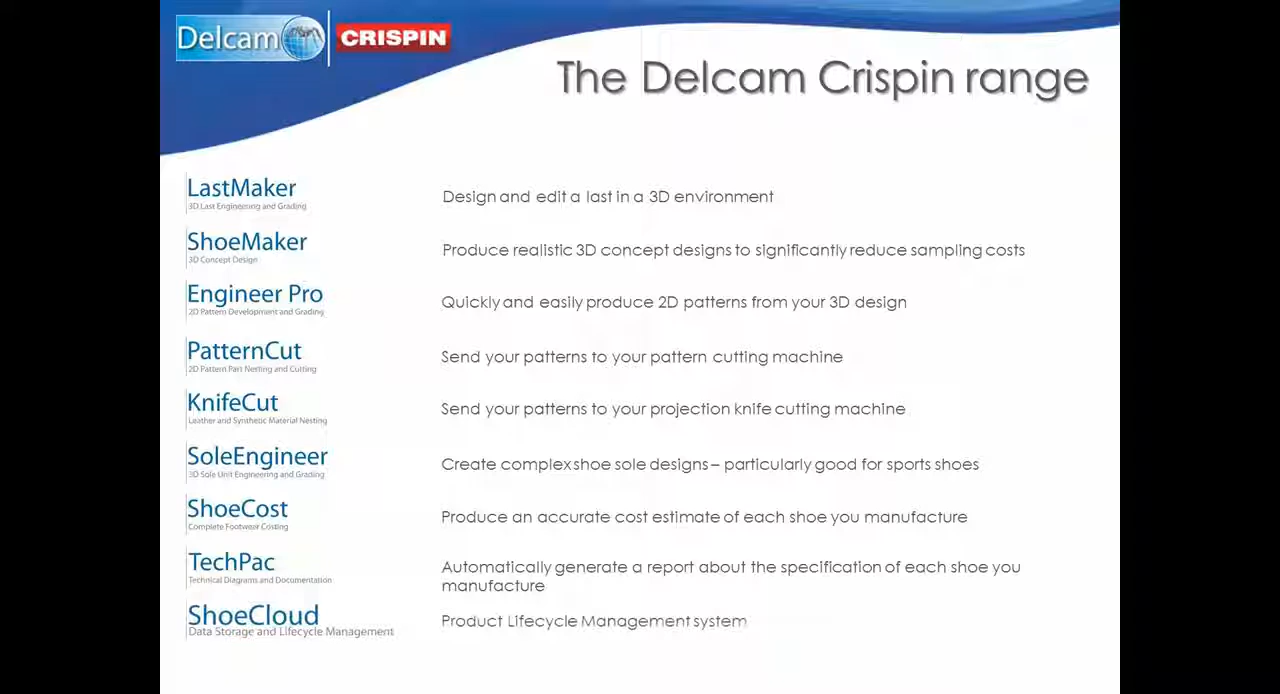 Delcam CRISPIN
The Delcam Crispin range
LastMaker
3D Last Engineering and Grading
Design and edit a last in a 3D environment
ShoeMaker
3D Concept Design
Produce realistic 3D concept designs to significantly reduce sampling costs
Engineer Pro
2D Pattern Development and Grading
Quickly and easily produce 2D patterns from your 3D design
PatternCut
2D Pattern Part Nesting and Cutting
Send your patterns to your pattern cutting machine
KnifeCut
Leather and Synthetic Material Nesting
Send your patterns to your projection knife cutting machine
SoleEngineer
3D Sole Unit Engineering and Grading
Create complex shoe sole designs – particularly good for sports shoes
ShoeCost
Complete Footwear Costing
Produce an accurate cost estimate of each shoe you manufacture
TechPac
Technical Diagrams and Documentation
Automatically generate a report about the specification of each shoe you
manufacture
ShoeCloud
Data Storage and Lifecycle Management
Product Lifecycle Management system